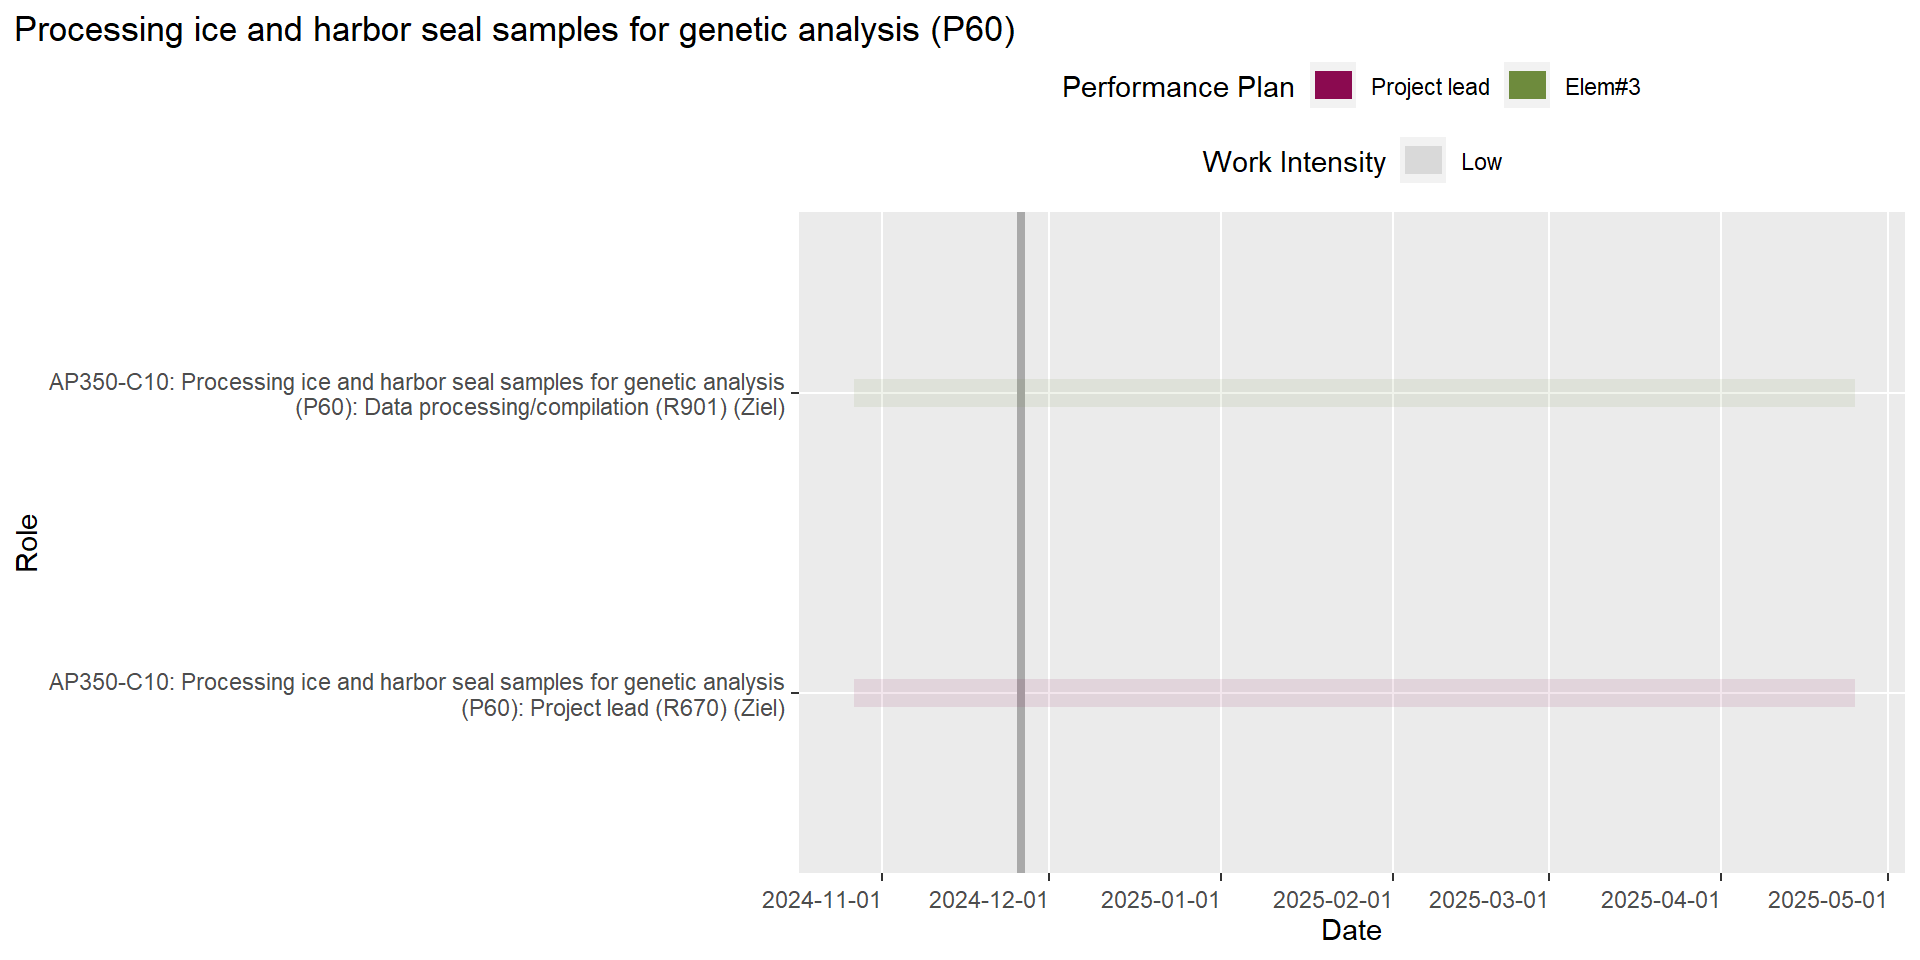 Processing ice and harbor seal samples for genetic analysis (P60)
Performance Plan Project lead Elem#3
Work Intensity Low
AP350-C10: Processing ice and harbor seal samples for genetic analysis
(P60): Data processing/compilation (R901) (Ziel)
Role
AP350-C10: Processing ice and harbor seal samples for genetic analysis
(P60): Project lead (R670) (Ziel)
2024-11-01 2024-12-01 2025-01-01 2025-02-01 2025-03-01 2025-04-01 2025-05-01
Date